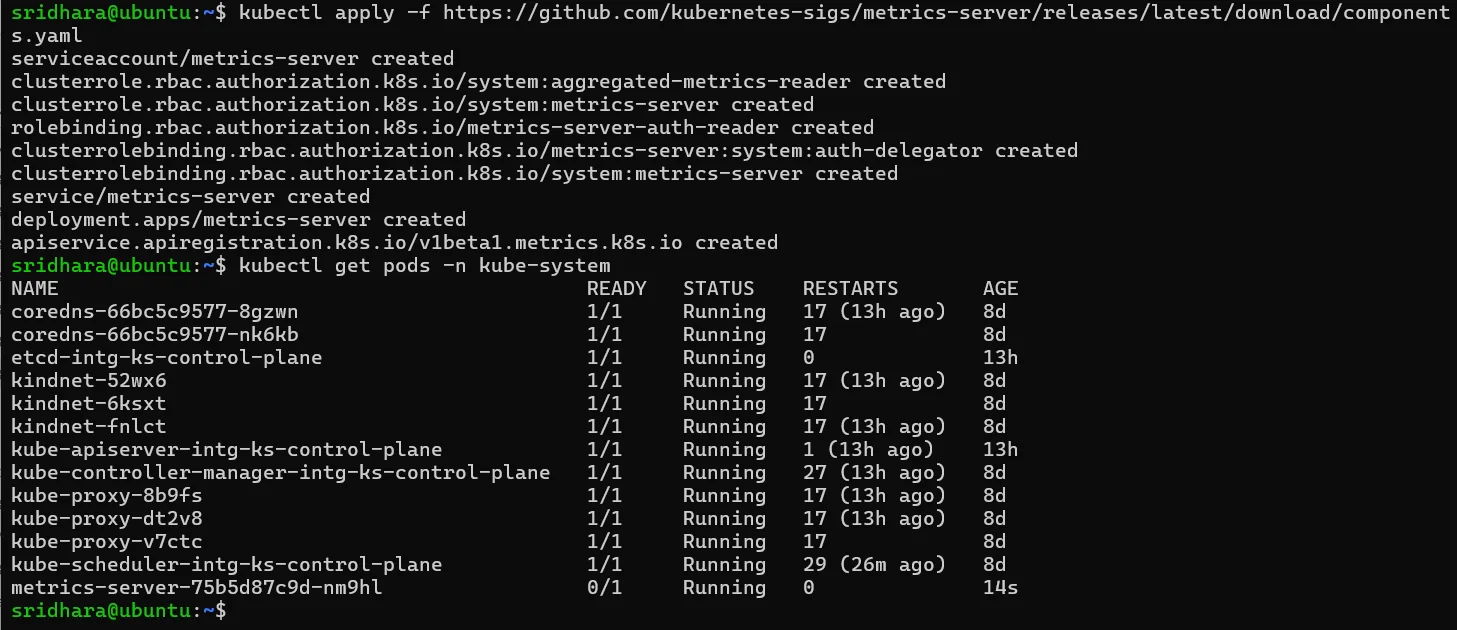 sridhara@ubuntu:~$ kubectl apply -f https://github.com/kubernetes-sigs/metrics-server/releases/latest/download/component
s.yaml
serviceaccount/metrics-server created
clusterrole.rbac.authorization.k8s.io/system:aggregated-metrics-reader created
clusterrole.rbac.authorization.k8s.io/system:metrics-server created
rolebinding.rbac.authorization.k8s.io/metrics-server-auth-reader created
clusterrolebinding.rbac.authorization.k8s.io/metrics-server:system:auth-delegator created
clusterrolebinding.rbac.authorization.k8s.io/system:metrics-server created
service/metrics-server created
deployment.apps/metrics-server created
apiservice.apiregistration.k8s.io/v1beta1.metrics.k8s.io created
sridhara@ubuntu:~$ kubectl get pods -n kube-system
NAME                                            READY   STATUS    RESTARTS       AGE
coredns-66bc5c9577-8gzwn                        1/1     Running   17 (13h ago)   8d
coredns-66bc5c9577-nk6kb                        1/1     Running   17             8d
etcd-intg-ks-control-plane                      1/1     Running   0              13h
kindnet-52wx6                                   1/1     Running   17 (13h ago)   8d
kindnet-6ksxt                                   1/1     Running   17             8d
kindnet-fnlct                                   1/1     Running   17 (13h ago)   8d
kube-apiserver-intg-ks-control-plane            1/1     Running   1 (13h ago)    13h
kube-controller-manager-intg-ks-control-plane   1/1     Running   27 (13h ago)   8d
kube-proxy-8b9fs                                1/1     Running   17 (13h ago)   8d
kube-proxy-dt2v8                                1/1     Running   17 (13h ago)   8d
kube-proxy-v7ctc                                1/1     Running   17             8d
kube-scheduler-intg-ks-control-plane            1/1     Running   29 (26m ago)   8d
metrics-server-75b5d87c9d-nm9hl                 0/1     Running   0              14s
sridhara@ubuntu:~$